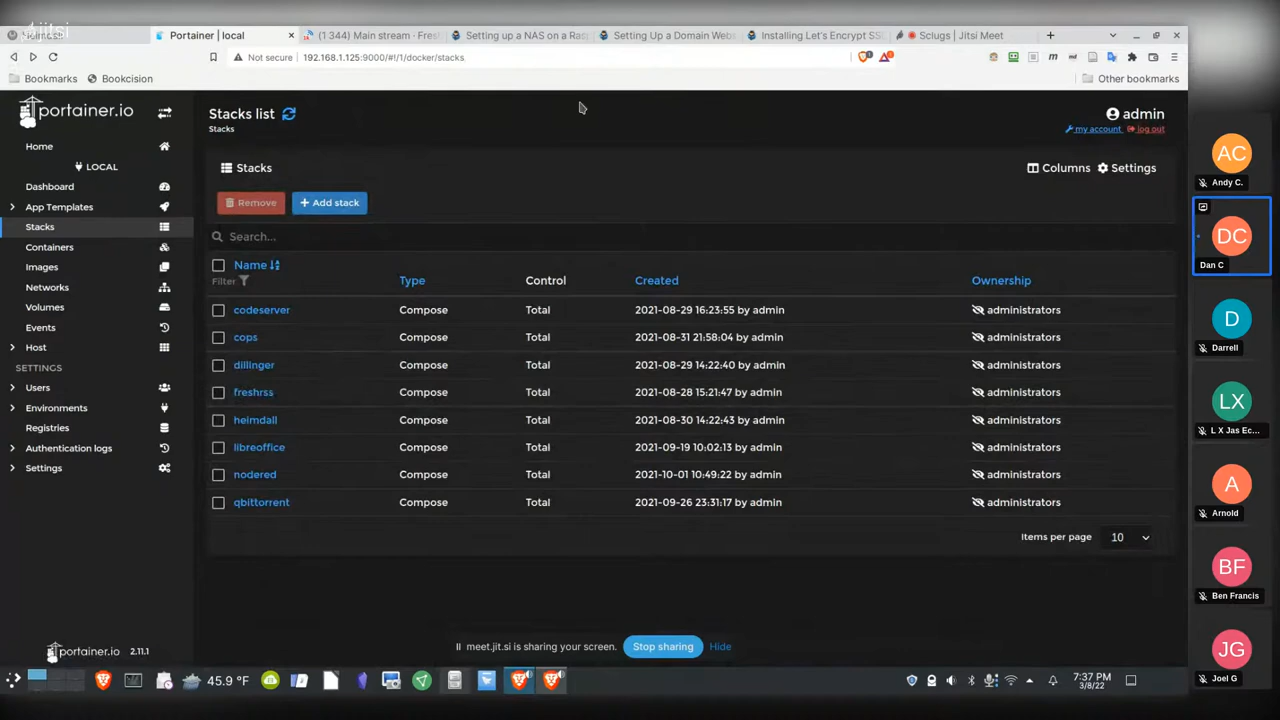 jitsi
Portainer | local
(1 344) Main stream · Fres
Setting up a NAS on a Ras
Setting Up a Domain Web
Installing Let's Encrypt SS
Sclugs | Jitsi Meet
Not secure
192.168.1.125:9000/#!/1/docker/stacks
Bookmarks
Bookcision
Other bookmarks
portainer.io
Home
LOCAL
Dashboard
App Templates
Stacks
Containers
Images
Networks
Volumes
Events
Host
SETTINGS
Users
Environments
Registries
Authentication logs
Settings
portainer.io 2.11.1
Stacks list
Stacks
admin
my account log out
Stacks
Columns Settings
Remove + Add stack
Search...
Name Type Control Created Ownership
Filter
codeserver Compose Total 2021-08-29 16:23:55 by admin administrators
cops Compose Total 2021-08-31 21:58:04 by admin administrators
dillinger Compose Total 2021-08-29 14:22:40 by admin administrators
freshrss Compose Total 2021-08-28 15:21:47 by admin administrators
heimdall Compose Total 2021-08-30 14:22:43 by admin administrators
libreoffice Compose Total 2021-09-19 10:02:13 by admin administrators
nodered Compose Total 2021-10-01 10:49:22 by admin administrators
qbittorrent Compose Total 2021-09-26 23:31:17 by admin administrators
Items per page 10
meet.jit.si is sharing your screen. Stop sharing Hide
45.9 °F
7:37 PM
3/8/22
AC
Andy C.
DC
Dan C
D
Darrell
LX
L X Jas Ec...
A
Arnold
BF
Ben Francis
JG
Joel G